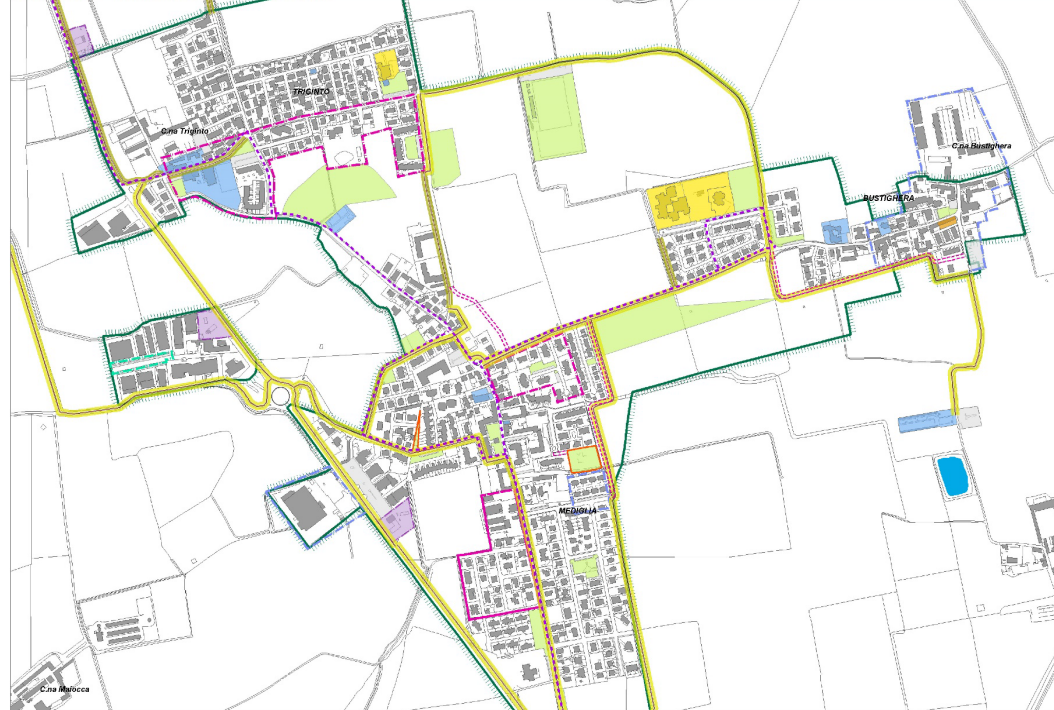 TRIGINTO
C.na Triginto
C.na Bustighera
BUSTIGHERA
MEDIGLIA
C.na Maiocca